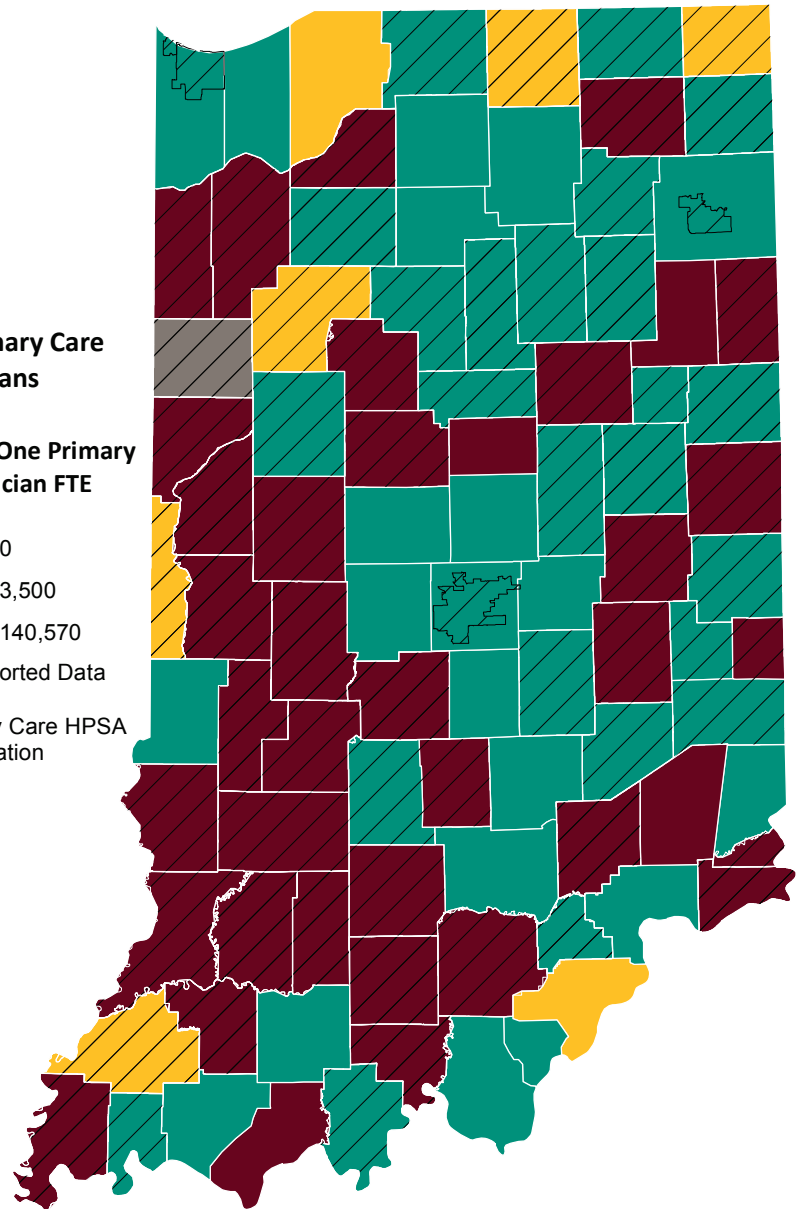 nary Care
ans
One Primary
cian FTE
0
3,500
140,570
orted Data
y Care HPSA
ation